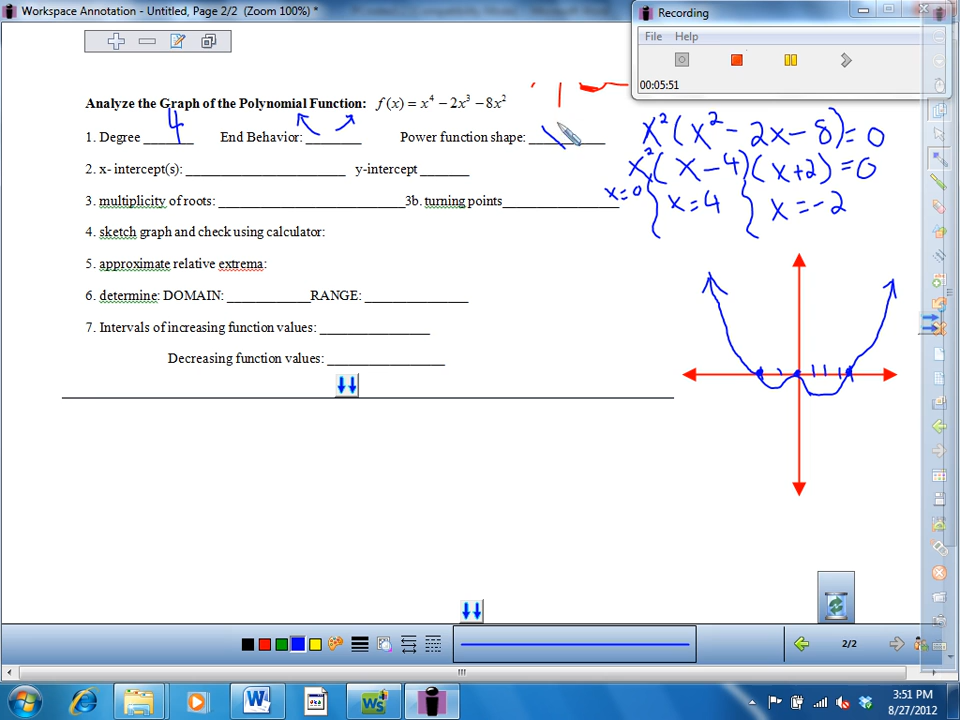 Workspace Annotation - Untitled, Page 2/2 (Zoom 100%) *
Recording
File Help
00:05:51
Analyze the Graph of the Polynomial Function: f(x) = x⁴ − 2x³ − 8x²
1. Degree 4 End Behavior: Power function shape:
2. x- intercept(s): y-intercept
3. multiplicity of roots: 3b. turning points
4. sketch graph and check using calculator:
5. approximate relative extrema:
6. determine: DOMAIN: RANGE:
7. Intervals of increasing function values:
Decreasing function values:
x²(x² − 2x − 8) = 0
x²(x − 4)(x + 2) = 0
x=0 { x = 4 { x = −2
2/2
3:51 PM
8/27/2012